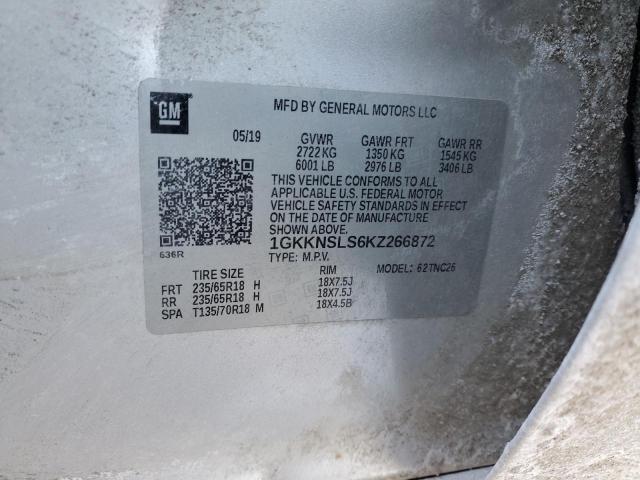 GM
MFD BY GENERAL MOTORS LLC
05/19 GVWR GAWR FRT GAWR RR
2722 KG 1350 KG 1545 KG
6001 LB 2976 LB 3406 LB
THIS VEHICLE CONFORMS TO ALL
APPLICABLE U.S. FEDERAL MOTOR
VEHICLE SAFETY STANDARDS IN EFFECT
ON THE DATE OF MANUFACTURE
SHOWN ABOVE.
636R
1GKKNSLS6KZ266872
TYPE: M.P.V. MODEL: 62TNC26
TIRE SIZE RIM
FRT 235/65R18 H 18X7.5J
RR 235/65R18 H 18X7.5J
SPA T135/70R18 M 18X4.5B